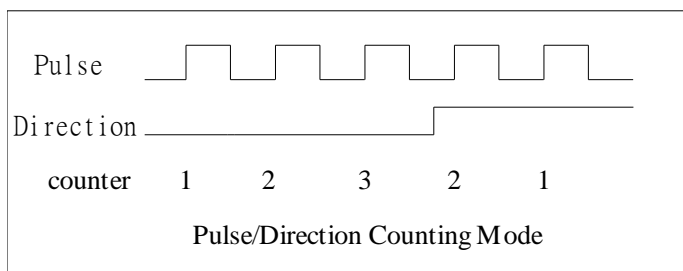 Pulse
Direction
counter 1 2 3 2 1
Pulse/Direction Counting Mode